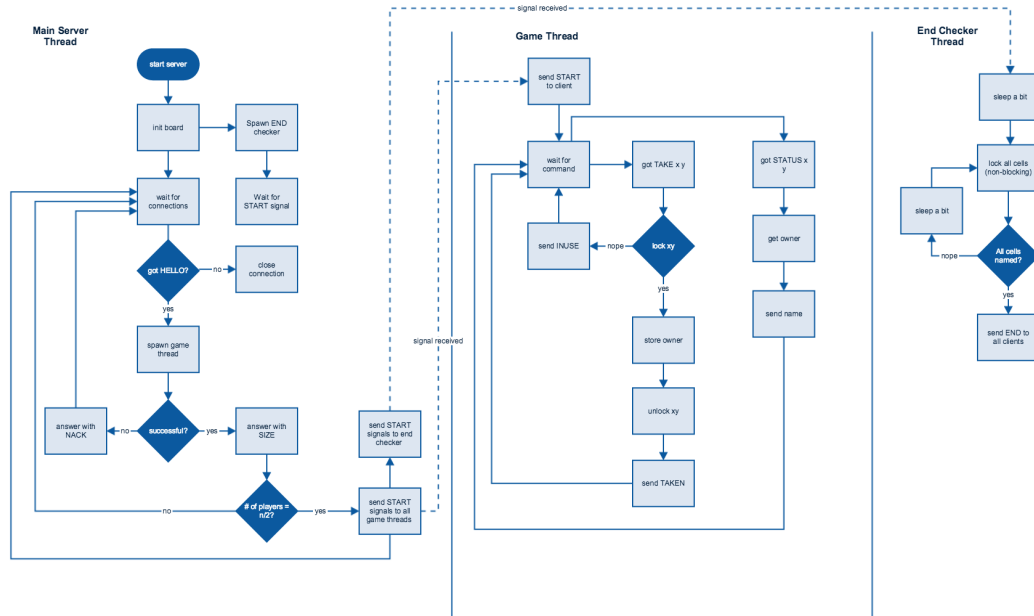 signal received
Main Server
Thread
start server
init board
Spawn END
checker
wait for
connections
Wait for
START signal
got HELLO?
no
close
connection
yes
spawn game
thread
answer with
NACK
no
successful?
yes
answer with
SIZE
no
# of players =
n/2?
yes
send START
signals to end
checker
send START
signals to all
game threads
signal received
Game Thread
send START
to client
wait for
command
got TAKE x y
got STATUS x
y
send INUSE
nope
lock xy
get owner
yes
send name
store owner
unlock xy
send TAKEN
End Checker
Thread
sleep a bit
lock all cells
(non-blocking)
sleep a bit
nope
All cells
named?
yes
send END to
all clients